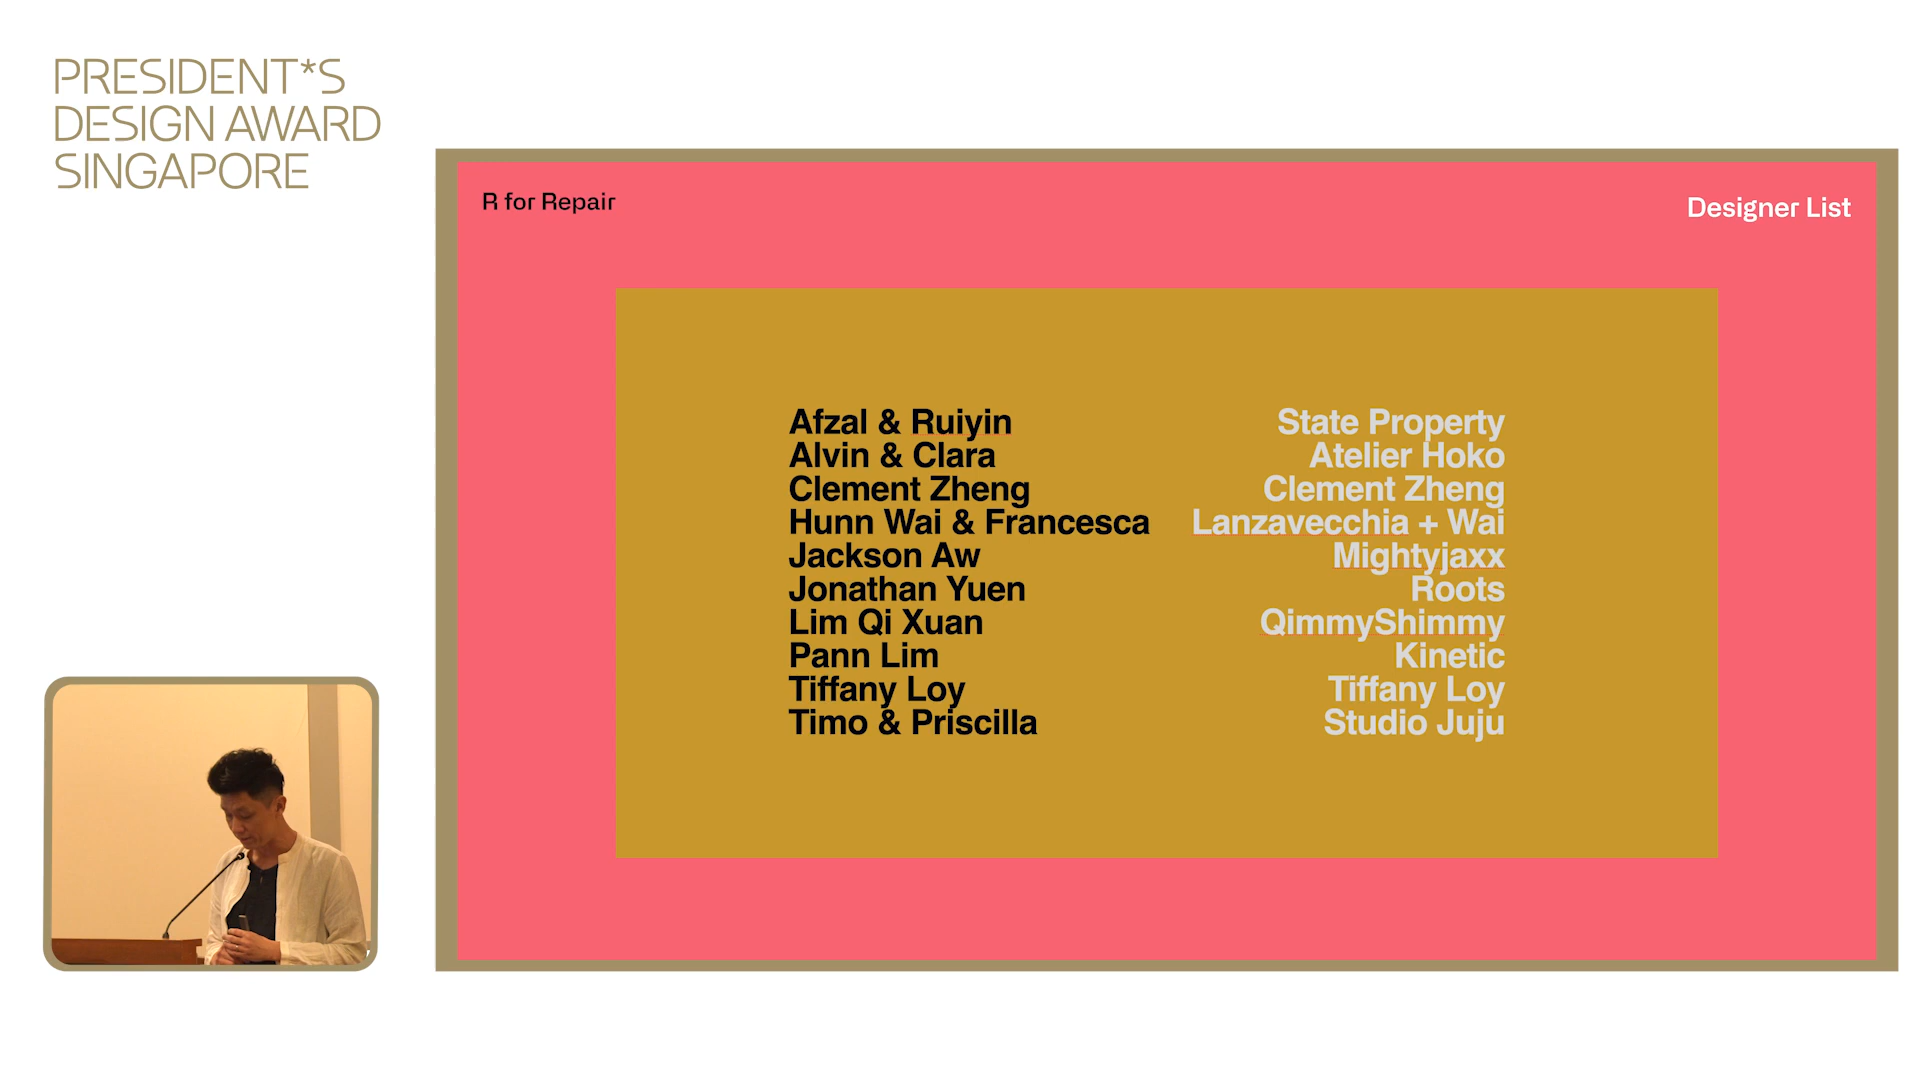 PRESIDENT*S
DESIGN AWARD
SINGAPORE
R for Repair
Designer List
Afzal & Ruiyin State Property
Alvin & Clara Atelier Hoko
Clement Zheng Clement Zheng
Hunn Wai & Francesca Lanzavecchia + Wai
Jackson Aw Mightyjaxx
Jonathan Yuen Roots
Lim Qi Xuan QimmyShimmy
Pann Lim Kinetic
Tiffany Loy Tiffany Loy
Timo & Priscilla Studio Juju